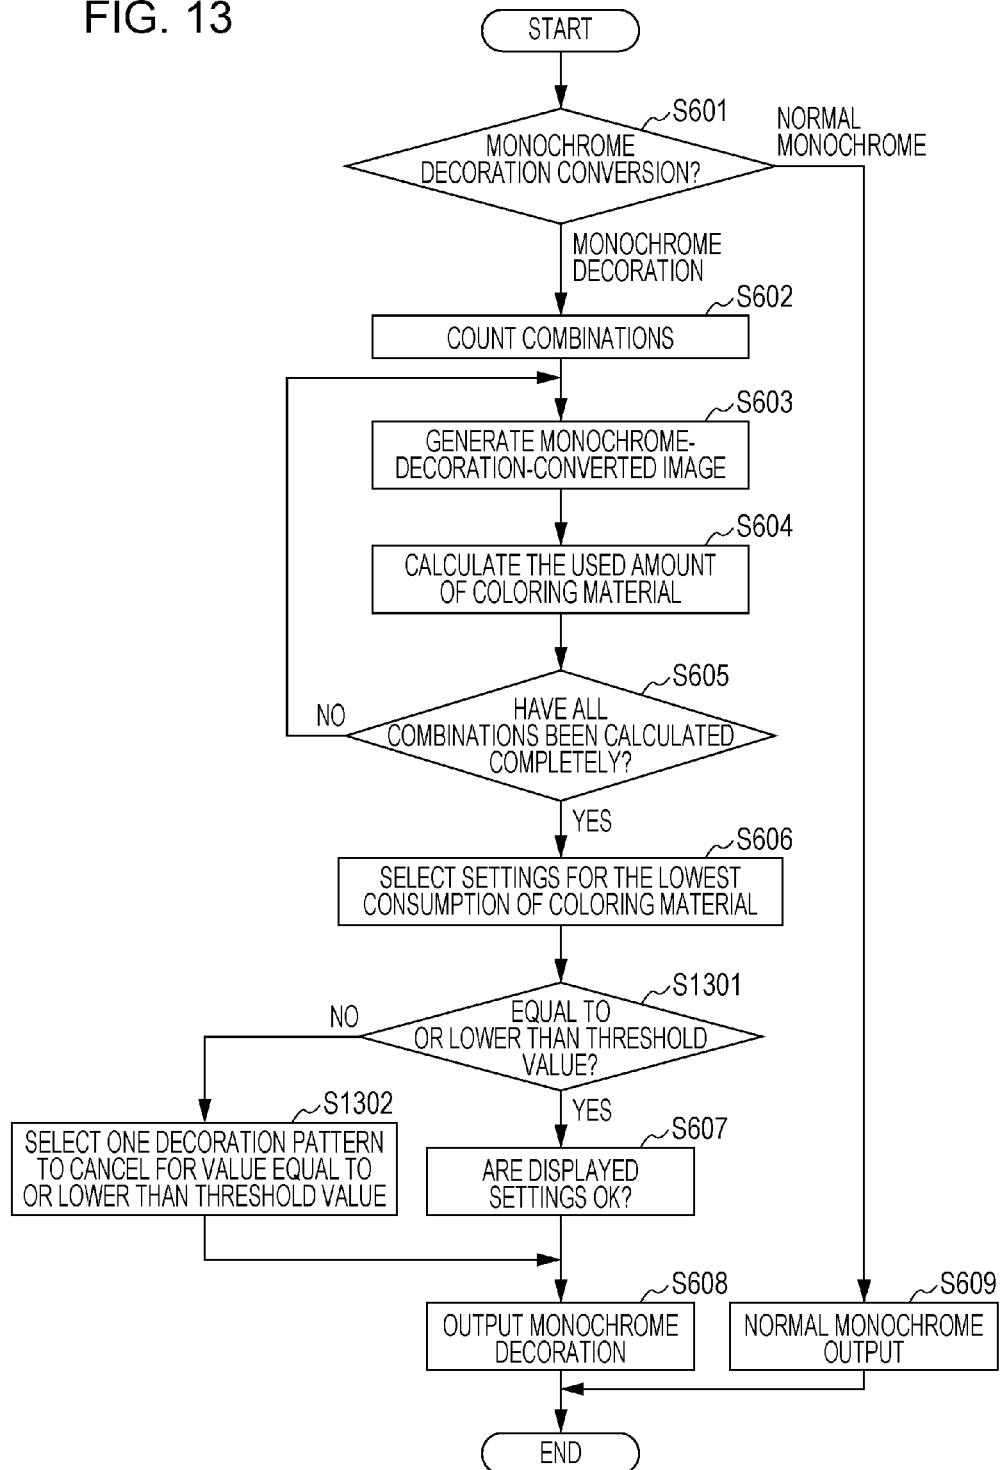 FIG. 13
START
S601
MONOCHROME
DECORATION CONVERSION?
NORMAL
MONOCHROME
MONOCHROME
DECORATION
S602
COUNT COMBINATIONS
S603
GENERATE MONOCHROME-
DECORATION-CONVERTED IMAGE
S604
CALCULATE THE USED AMOUNT
OF COLORING MATERIAL
S605
HAVE ALL
COMBINATIONS BEEN CALCULATED
COMPLETELY?
NO
YES
S606
SELECT SETTINGS FOR THE LOWEST
CONSUMPTION OF COLORING MATERIAL
S1301
EQUAL TO
OR LOWER THAN THRESHOLD
VALUE?
NO
YES
S1302
SELECT ONE DECORATION PATTERN
TO CANCEL FOR VALUE EQUAL TO
OR LOWER THAN THRESHOLD VALUE
S607
ARE DISPLAYED
SETTINGS OK?
S608
OUTPUT MONOCHROME
DECORATION
S609
NORMAL MONOCHROME
OUTPUT
END